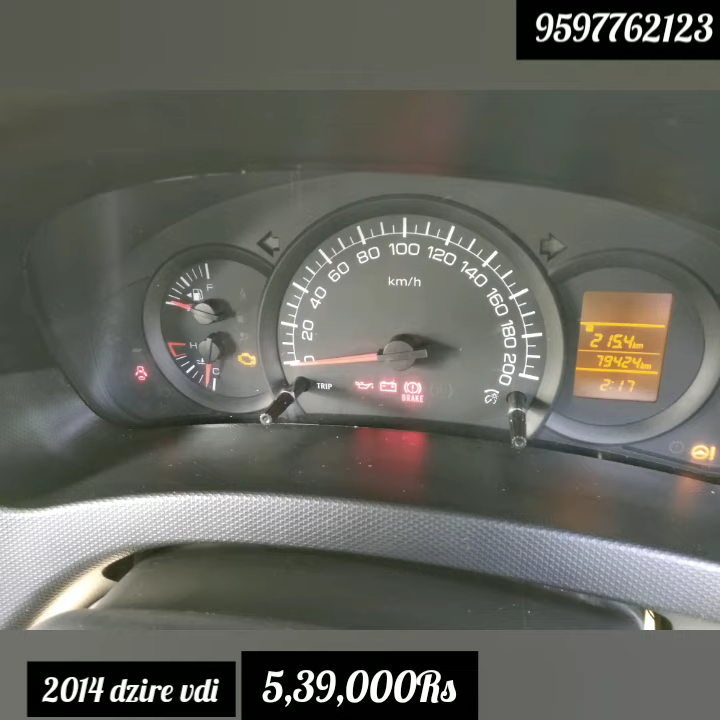 9597762123
F
H
C
0 20 40 60 80 100 120 140 160 180 200
km/h
TRIP
BRAKE
215.4km
79424km
2:17
2014 dzire vdi
5,39,000Rs